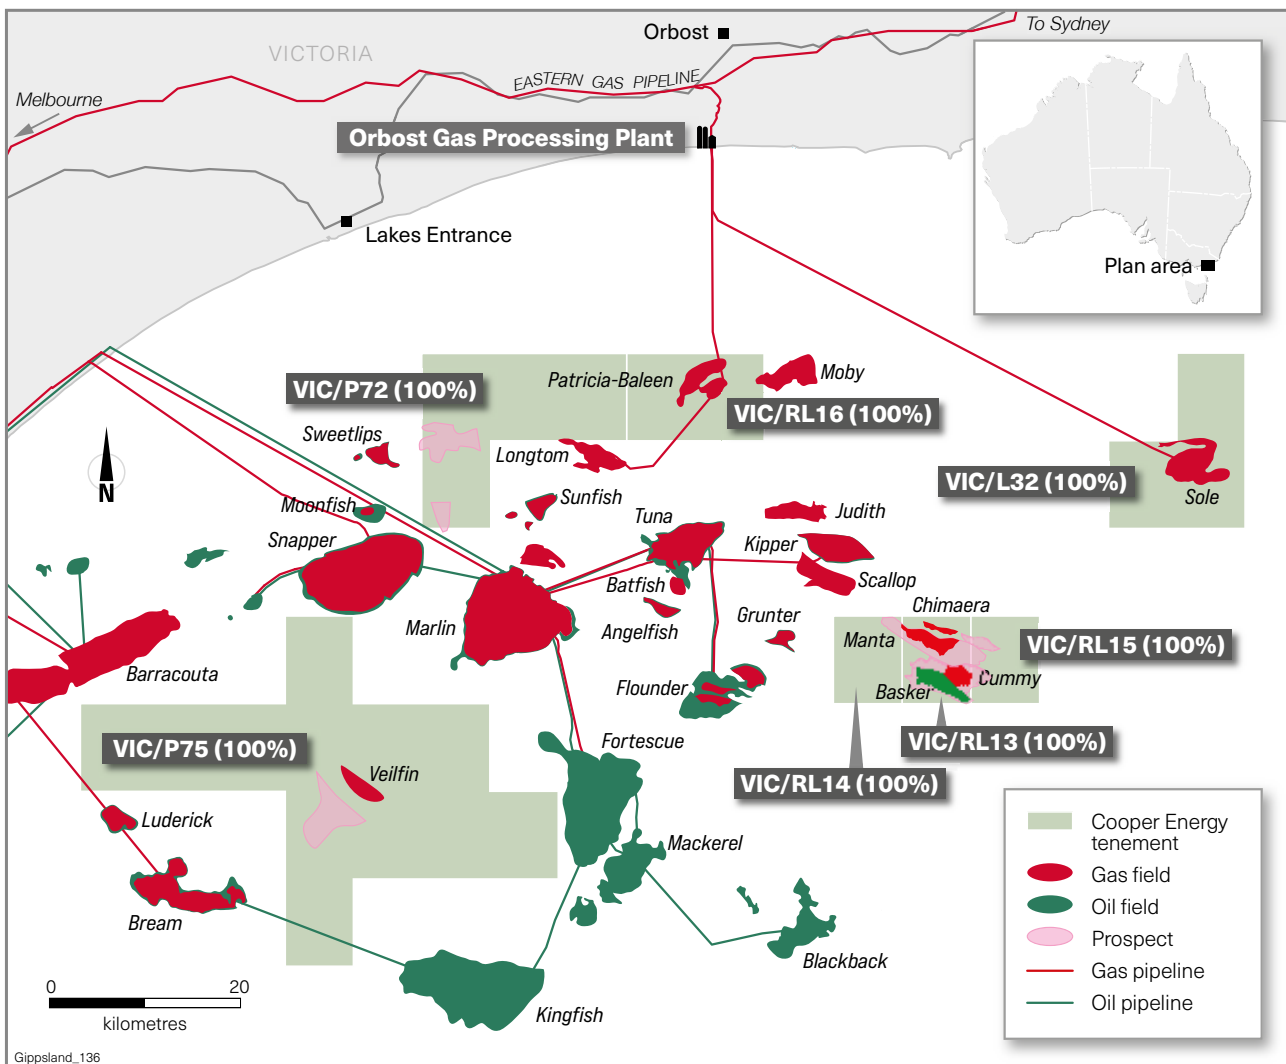 Orbost
To Sydney
VICTORIA
EASTERN GAS PIPELINE
Melbourne
Orbost Gas Processing Plant
Lakes Entrance
Plan area
VIC/P72 (100%)
Patricia-Baleen
Moby
VIC/RL16 (100%)
Sweetlips
Longtom
VIC/L32 (100%)
Sole
N
Moonfish
Sunfish
Snapper
Tuna
Judith
Kipper
Batfish
Scallop
Marlin
Angelfish
Grunter
Chimaera
Manta
VIC/RL15 (100%)
Barracouta
Flounder
Basker
Gummy
VIC/P75 (100%)
Fortescue
VIC/RL13 (100%)
Veilfin
VIC/RL14 (100%)
Luderick
Mackerel
Bream
Blackback
Kingfish
0 20
kilometres
Cooper Energy
tenement
Gas field
Oil field
Prospect
Gas pipeline
Oil pipeline
Gippsland_136